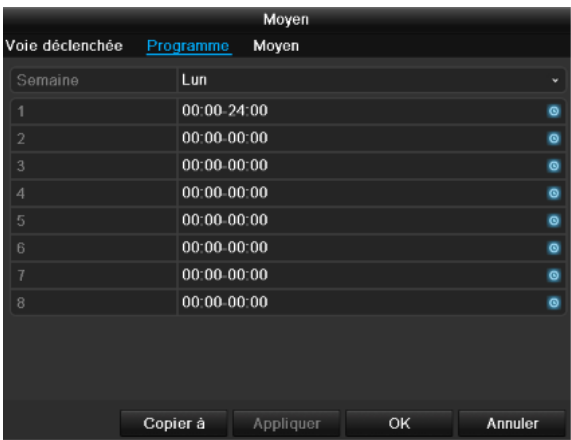 Moyen
Voie déclenchée Programme Moyen
Semaine Lun
1 00:00-24:00
2 00:00-00:00
3 00:00-00:00
4 00:00-00:00
5 00:00-00:00
6 00:00-00:00
7 00:00-00:00
8 00:00-00:00
Copier à Appliquer OK Annuler